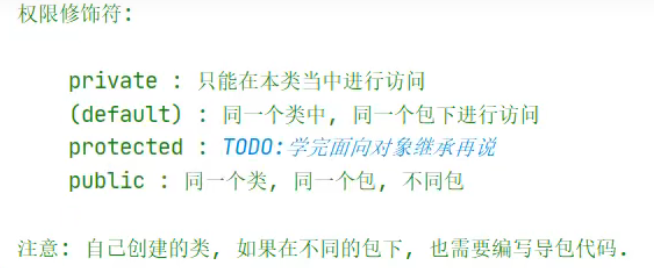 权限修饰符:
private : 只能在本类当中进行访问
(default) : 同一个类中, 同一个包下进行访问
protected : TODO:学完面向对象继承再说
public : 同一个类, 同一个包, 不同包
注意: 自己创建的类, 如果在不同的包下, 也需要编写导包代码.